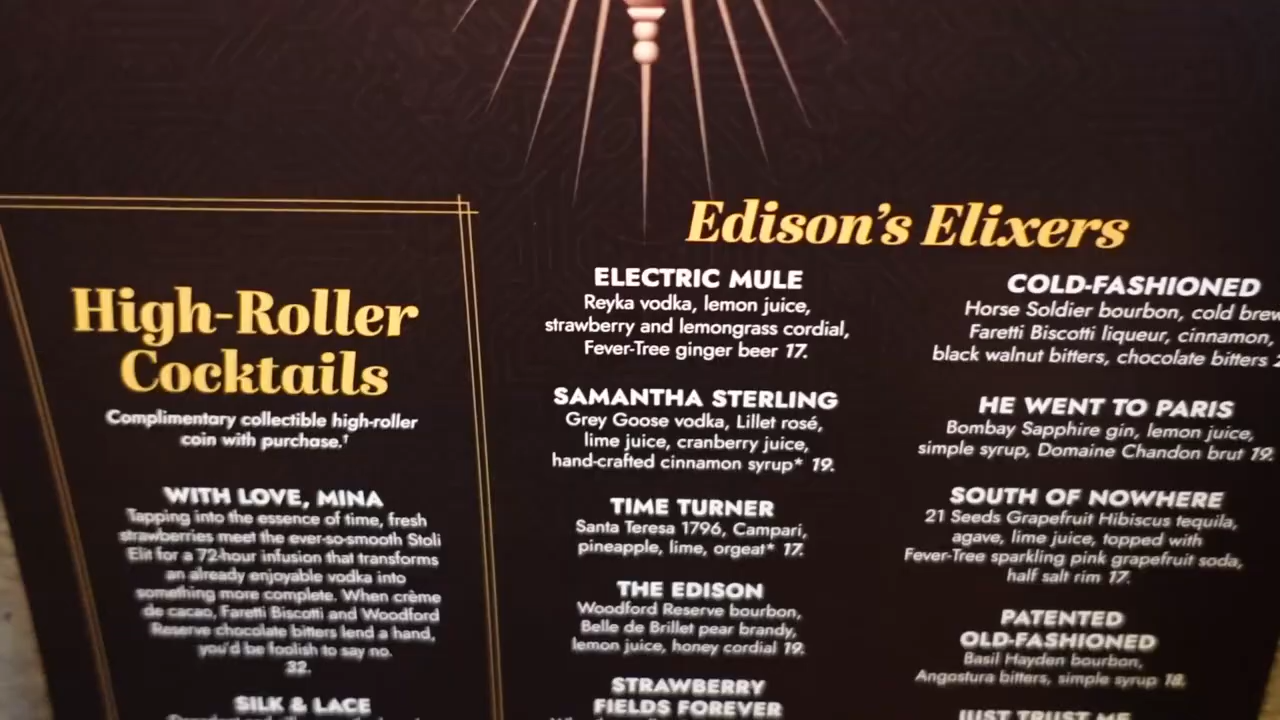 High-Roller
Cocktails
Complimentary collectible high-roller
coin with purchase.†
WITH LOVE, MINA
Tapping into the essence of time, fresh
strawberries meet the ever-so-smooth Stoli
Elit for a 72-hour infusion that transforms
an already enjoyable vodka into
something more complete. When crème
de cacao, Faretti Biscotti and Woodford
Reserve chocolate bitters lend a hand,
you'd be foolish to say no.
32.
SILK & LACE
Edison's Elixers
ELECTRIC MULE
Reyka vodka, lemon juice,
strawberry and lemongrass cordial,
Fever-Tree ginger beer 17.
SAMANTHA STERLING
Grey Goose vodka, Lillet rosé,
lime juice, cranberry juice,
hand-crafted cinnamon syrup* 19.
TIME TURNER
Santa Teresa 1796, Campari,
pineapple, lime, orgeat* 17.
THE EDISON
Woodford Reserve bourbon,
Belle de Brillet pear brandy,
lemon juice, honey cordial 19.
STRAWBERRY
FIELDS FOREVER
COLD-FASHIONED
Horse Soldier bourbon, cold brew
Faretti Biscotti liqueur, cinnamon,
black walnut bitters, chocolate bitters
HE WENT TO PARIS
Bombay Sapphire gin, lemon juice,
simple syrup, Domaine Chandon brut 19.
SOUTH OF NOWHERE
21 Seeds Grapefruit Hibiscus tequila,
agave, lime juice, topped with
Fever-Tree sparkling pink grapefruit soda,
half salt rim 17.
PATENTED
OLD-FASHIONED
Basil Hayden bourbon,
Angostura bitters, simple syrup 18.
JUST TRUST ME